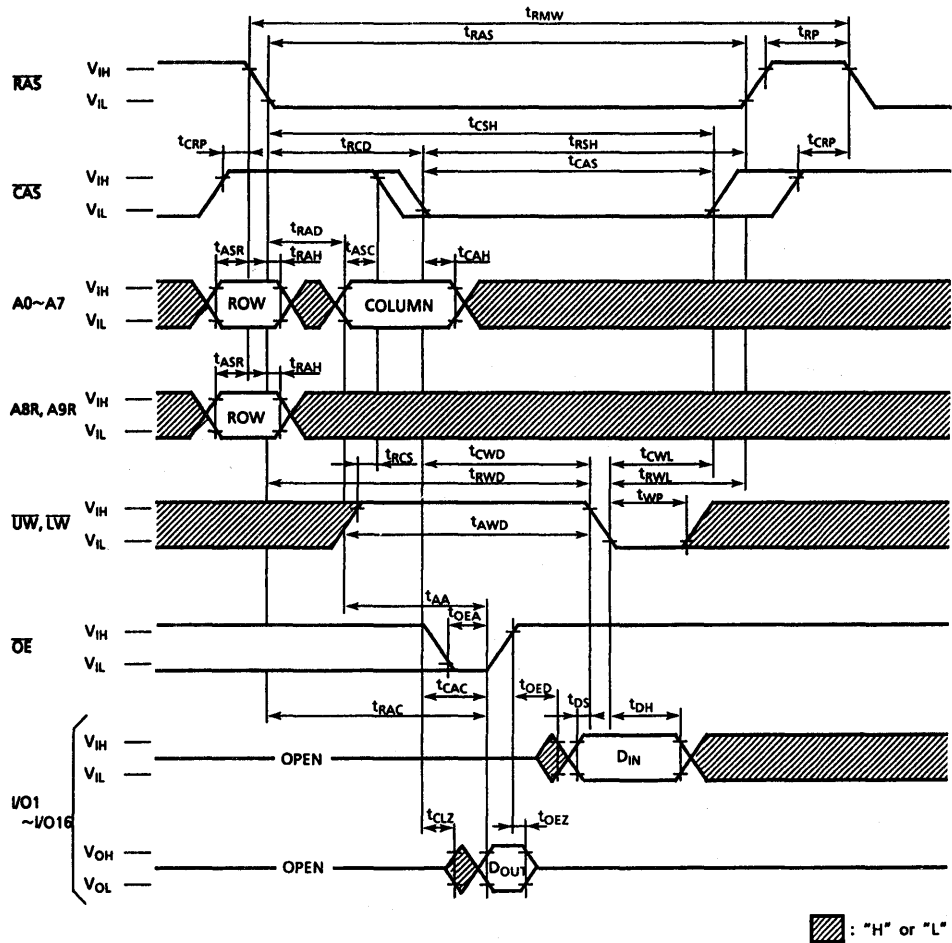 tRMW
tRAS
tRP
RAS
VIH
VIL
tCSH
tCRP
tRCD
tRSH
tCRP
tCAS
CAS
VIH
VIL
tRAD
tASR
tRAH
tASC
tCAH
A0~A7
VIH
VIL
ROW
COLUMN
tASR
tRAH
A8R, A9R
VIH
VIL
ROW
tRCS
tCWD
tCWL
tRWD
tRWL
tWP
UW, LW
VIH
VIL
tAWD
tAA
tOEA
OE
VIH
VIL
tCAC
tOED
tDS
tDH
tRAC
VIH
VIL
OPEN
DIN
I/O1
~I/O16
tCLZ
tOEZ
VOH
VOL
OPEN
DOUT
: "H" or "L"